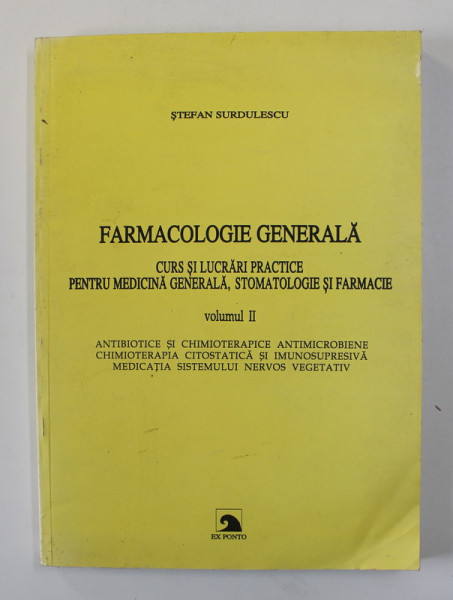 ŞTEFAN SURDULESCU
FARMACOLOGIE GENERALĂ
CURS ŞI LUCRĂRI PRACTICE
PENTRU MEDICINĂ GENERALĂ, STOMATOLOGIE ŞI FARMACIE
volumul II
ANTIBIOTICE ŞI CHIMIOTERAPICE ANTIMICROBIENE
CHIMIOTERAPIA CITOSTATICĂ ŞI IMUNOSUPRESIVĂ
MEDICAŢIA SISTEMULUI NERVOS VEGETATIV
EX PONTO